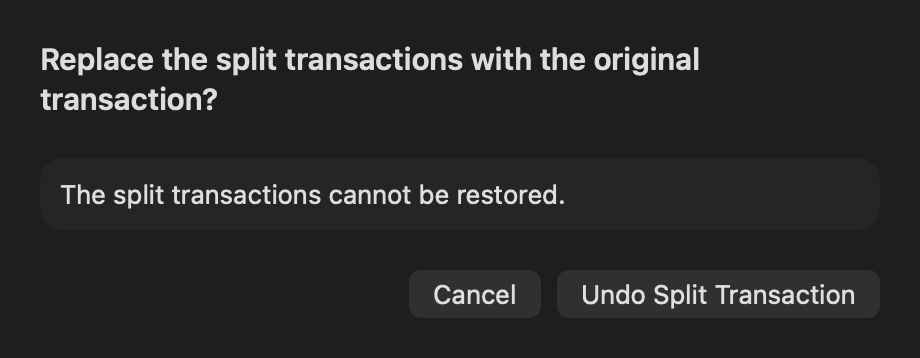 Replace the split transactions with the original
transaction?
The split transactions cannot be restored.
Cancel
Undo Split Transaction